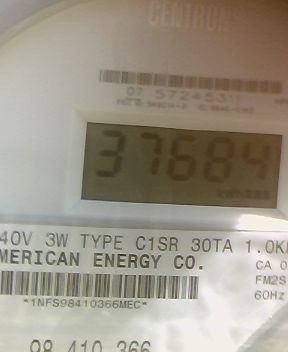 CENTRON
07 57245311
37684
40V 3W TYPE C1SR 30TA 1.0K
MERICAN ENERGY CO.
CA 0
FM2S
60Hz
*1NFS98410366MEC*
98 410 366